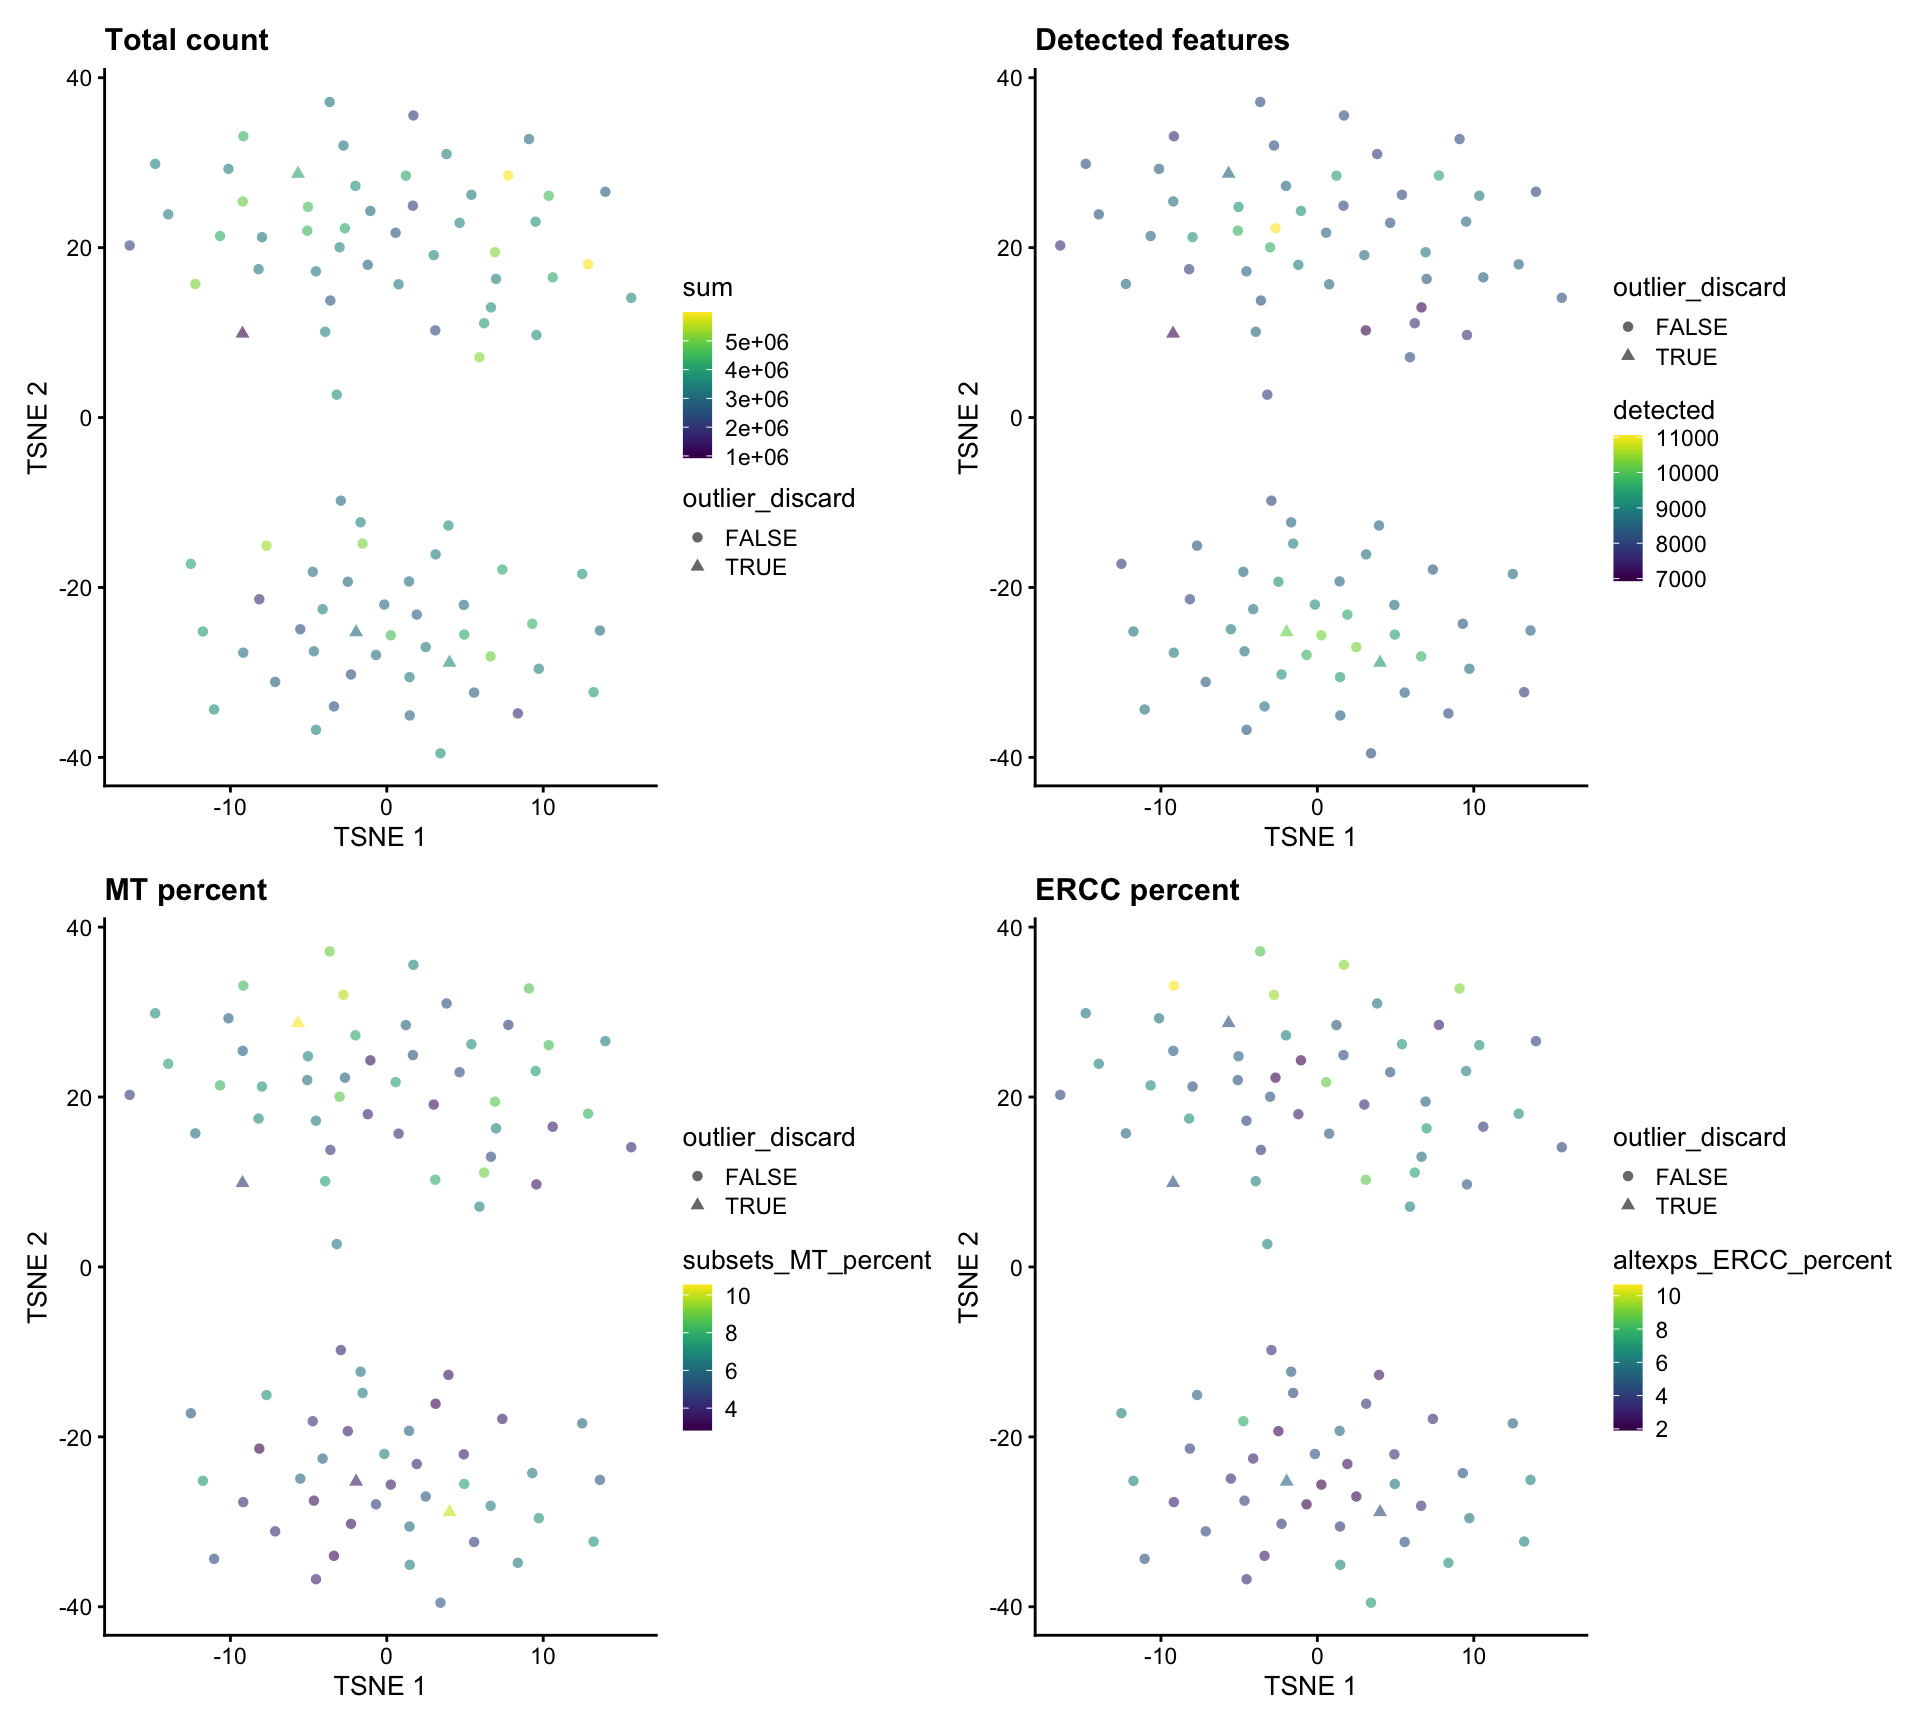 Total count
40
20
0
-20
-40
-10
0
10
TSNE 1
TSNE 2
sum
5e+06
4e+06
3e+06
2e+06
1e+06
outlier_discard
FALSE
TRUE
Detected features
40
20
0
-20
-40
-10
0
10
TSNE 1
TSNE 2
outlier_discard
FALSE
TRUE
detected
11000
10000
9000
8000
7000
MT percent
40
20
0
-20
-40
-10
0
10
TSNE 1
TSNE 2
outlier_discard
FALSE
TRUE
subsets_MT_percent
10
8
6
4
ERCC percent
40
20
0
-20
-40
-10
0
10
TSNE 1
TSNE 2
outlier_discard
FALSE
TRUE
altexps_ERCC_percent
10
8
6
4
2